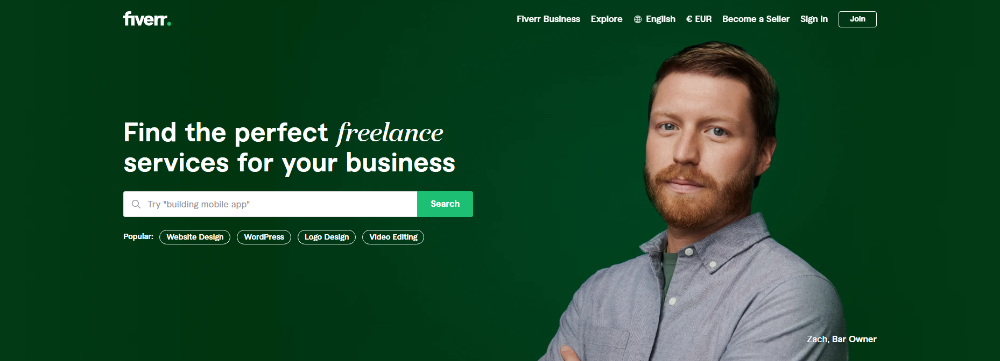 fiverr.
Fiverr Business Explore English € EUR Become a Seller Sign In Join
Find the perfect freelance
services for your business
Try "building mobile app" Search
Popular: Website Design WordPress Logo Design Video Editing
Zach, Bar Owner